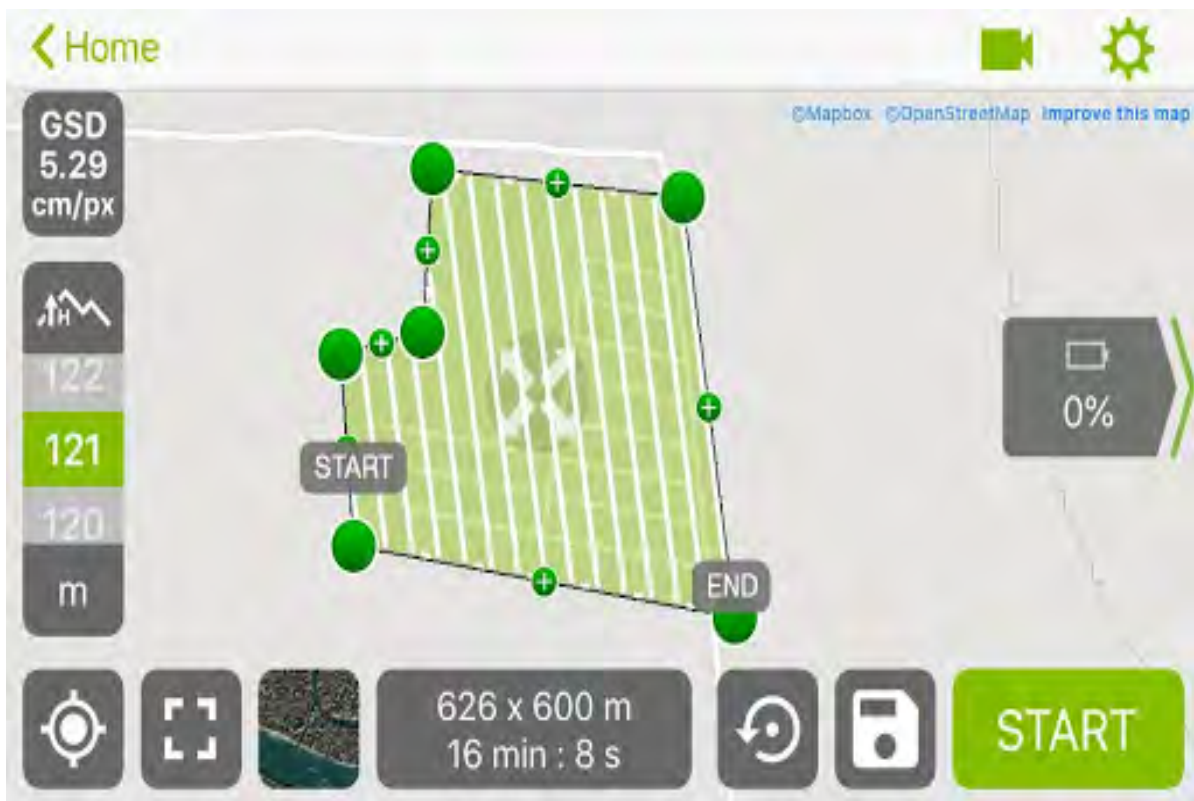 Home
©Mapbox ©OpenStreetMap Improve this map
GSD
5.29
cm/px
H
122
121
120
m
START
END
0%
626 x 600 m
16 min : 8 s
START